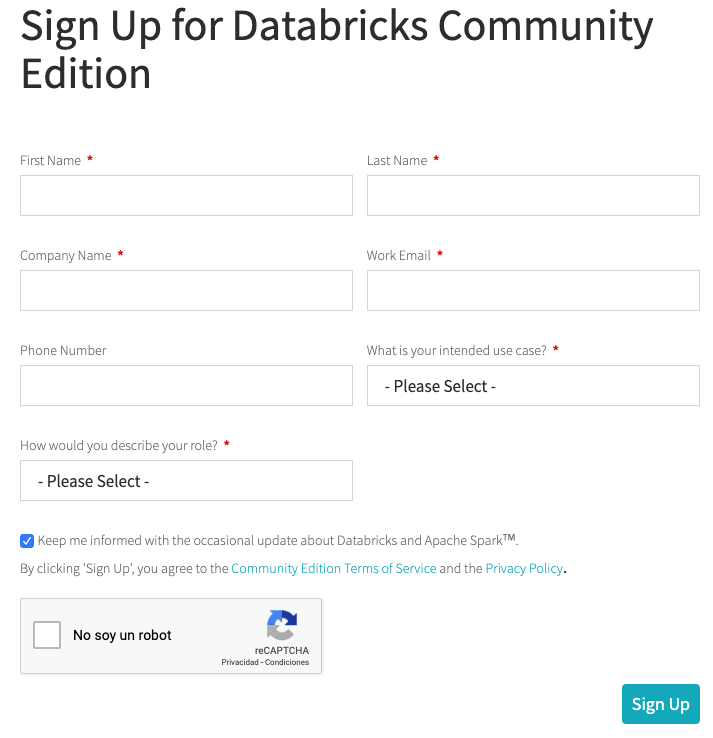 Sign Up for Databricks Community
Edition
First Name *
Last Name *
Company Name *
Work Email *
Phone Number
What is your intended use case? *
- Please Select -
How would you describe your role? *
- Please Select -
Keep me informed with the occasional update about Databricks and Apache Spark™.
By clicking 'Sign Up', you agree to the Community Edition Terms of Service and the Privacy Policy.
No soy un robot
reCAPTCHA
Privacidad - Condiciones
Sign Up